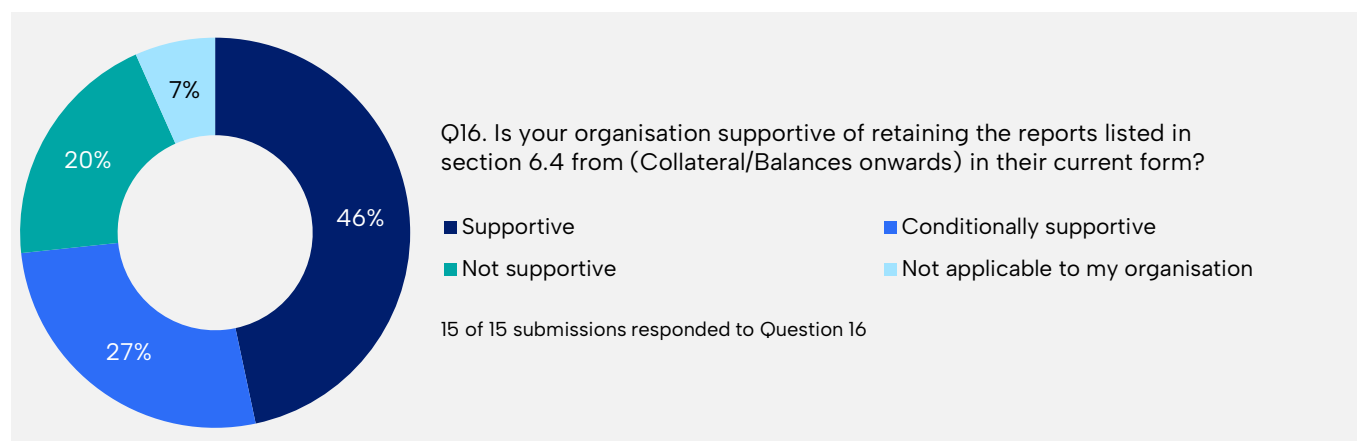 7%
20%
46%
27%
Q16. Is your organisation supportive of retaining the reports listed in
section 6.4 from (Collateral/Balances onwards) in their current form?
Supportive
Conditionally supportive
Not supportive
Not applicable to my organisation
15 of 15 submissions responded to Question 16